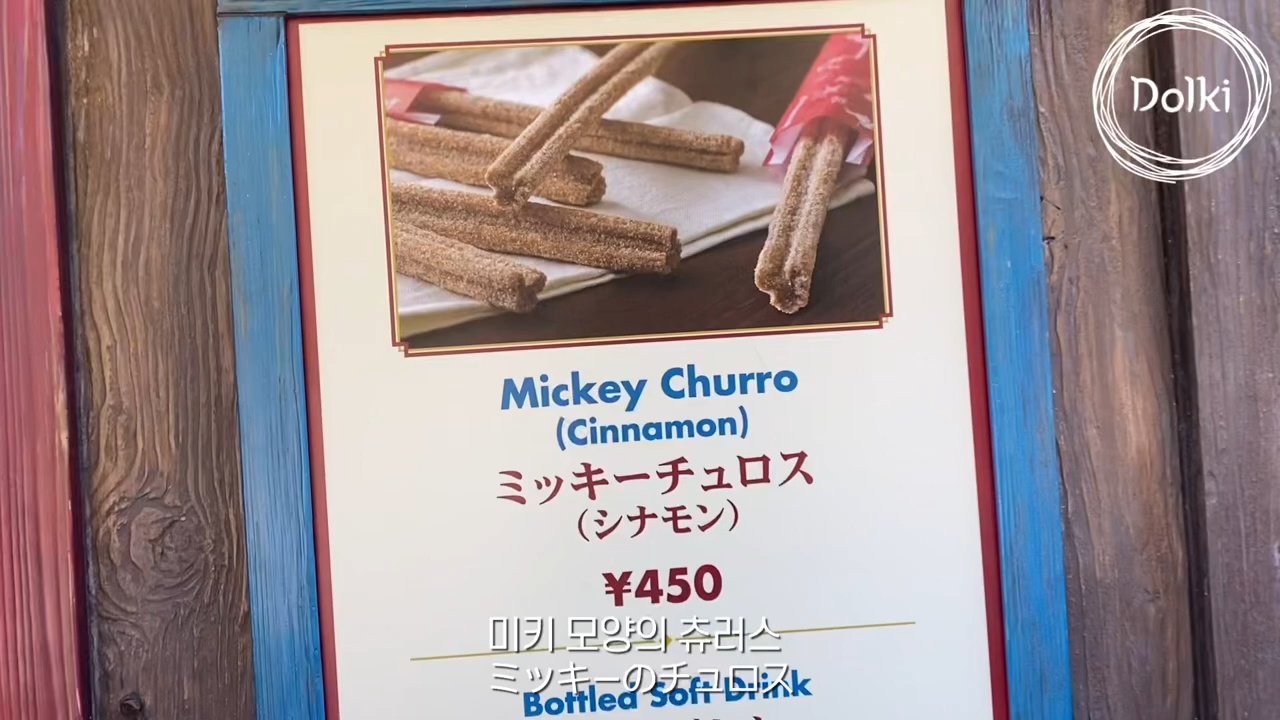 Dolki
Mickey Churro
(Cinnamon)
ミッキーチュロス
(シナモン)
¥450
미키 모양의 츄러스
ミッキーのチュロス
Bottled Soft Drink